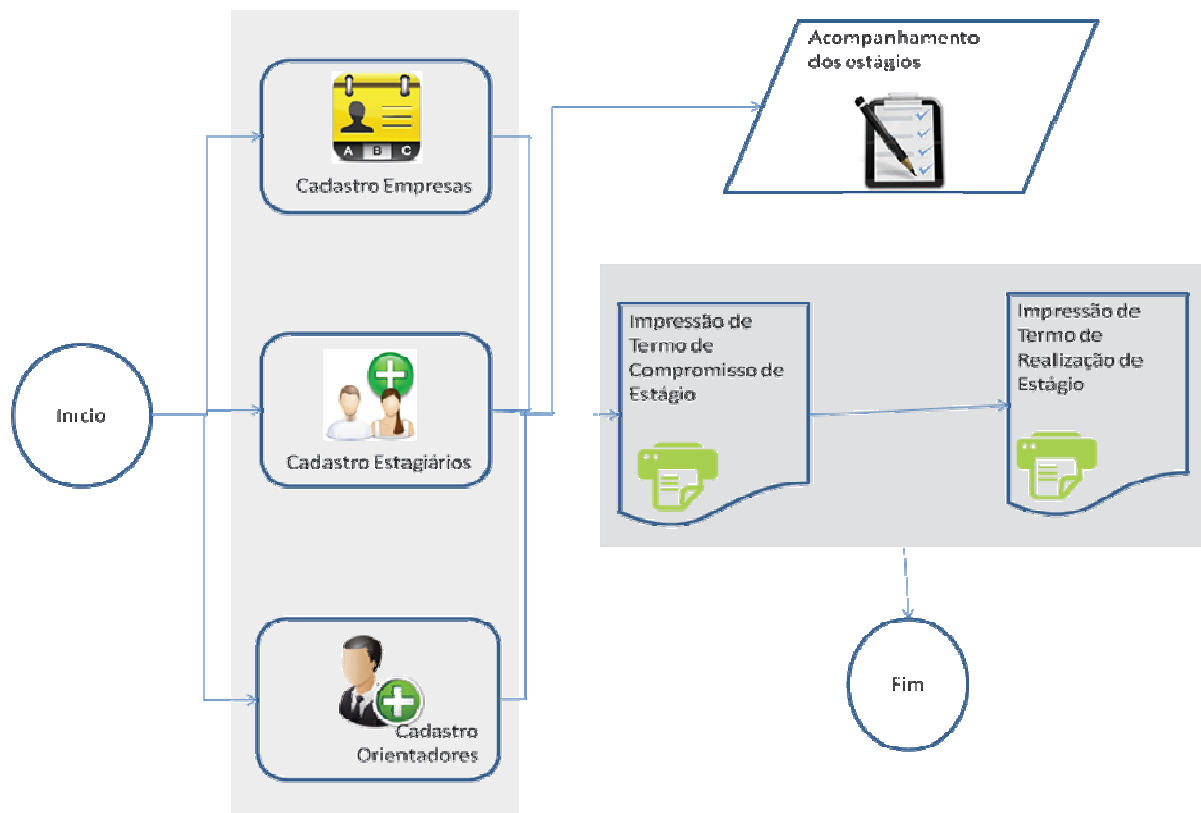 Acompanhamento
dos estágios
A B C
Cadastro Empresas
Impressão de
Termo de
Compromisso de
Estágio
Impressão de
Termo de
Realização de
Estágio
Início
Cadastro Estagiários
Fim
Cadastro
Orientadores